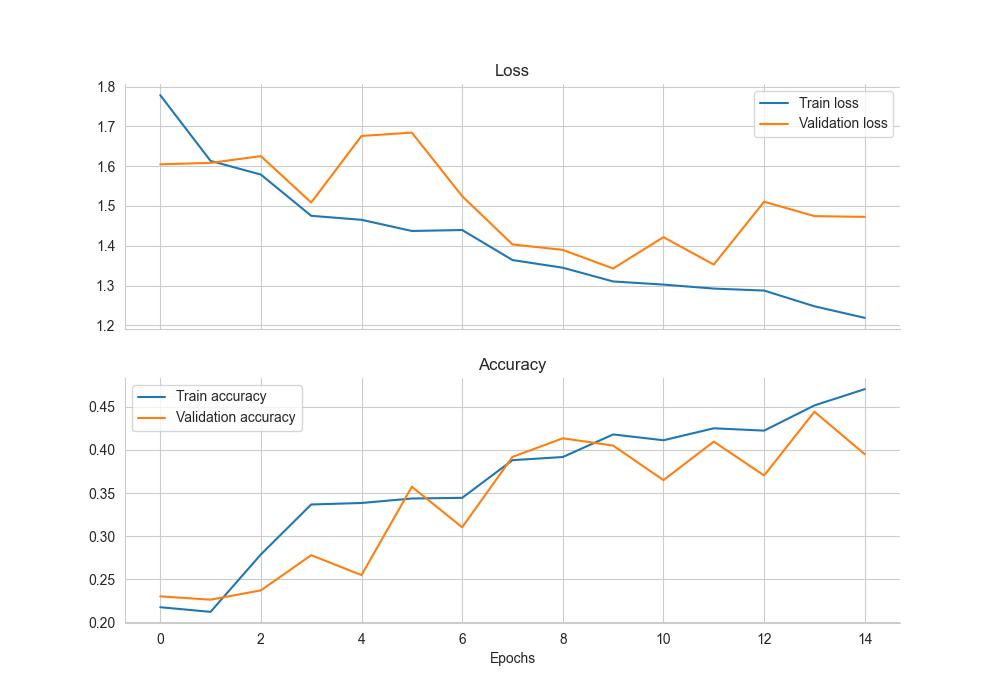 Loss
1.8
1.7
1.6
1.5
1.4
1.3
1.2
Train loss
Validation loss
Accuracy
0.45
0.40
0.35
0.30
0.25
0.20
Train accuracy
Validation accuracy
0 2 4 6 8 10 12 14
Epochs